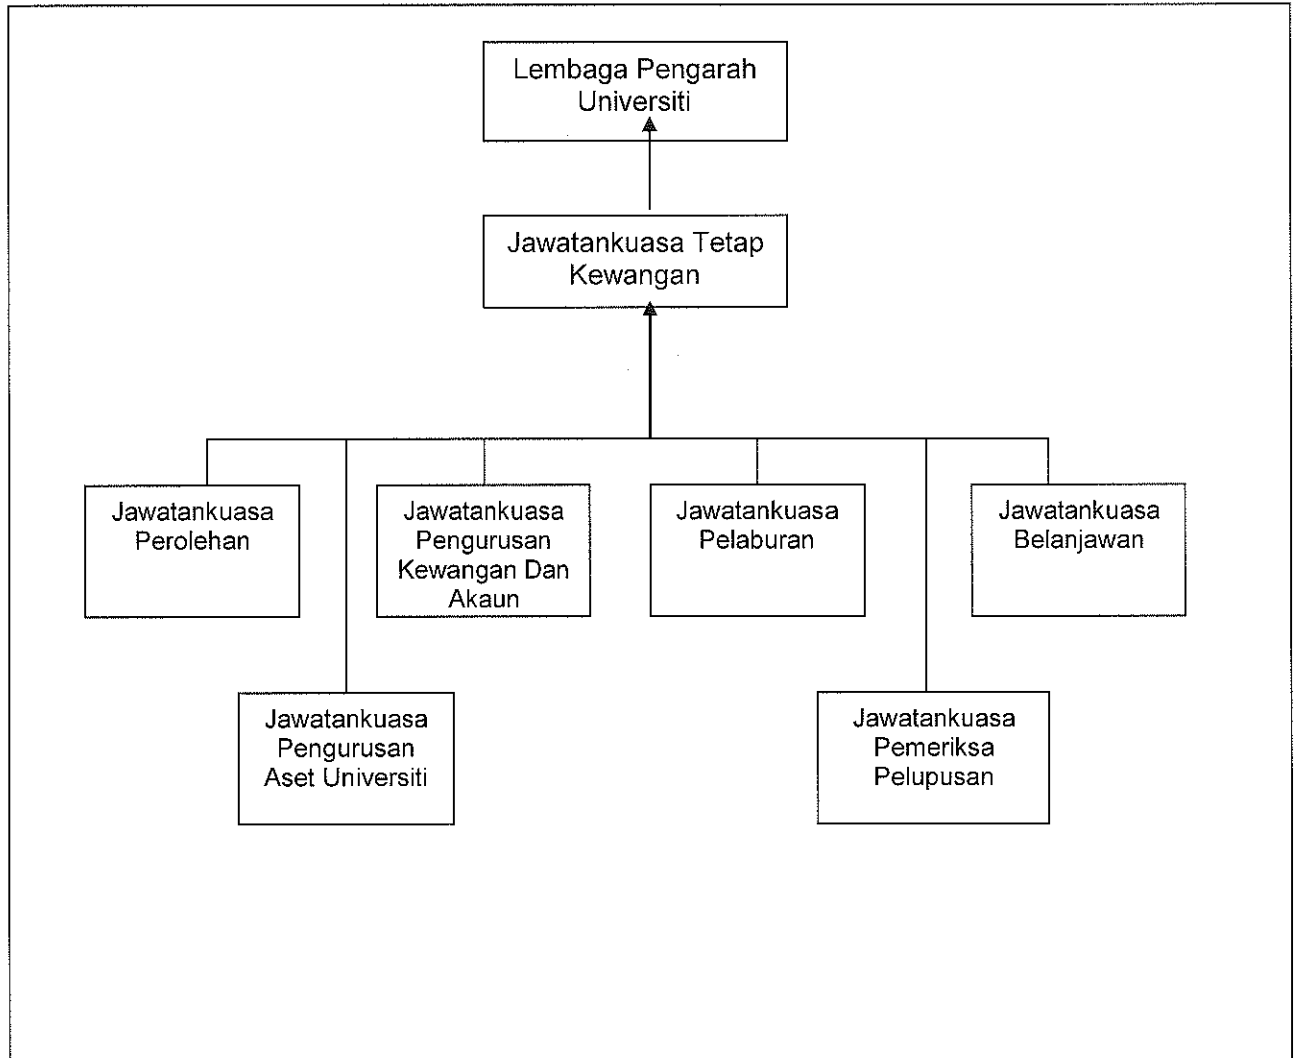 Lembaga Pengarah
Universiti
Jawatankuasa Tetap
Kewangan
Jawatankuasa
Perolehan
Jawatankuasa
Pengurusan
Kewangan Dan
Akaun
Jawatankuasa
Pelaburan
Jawatankuasa
Belanjawan
Jawatankuasa
Pengurusan
Aset Universiti
Jawatankuasa
Pemeriksa
Pelupusan